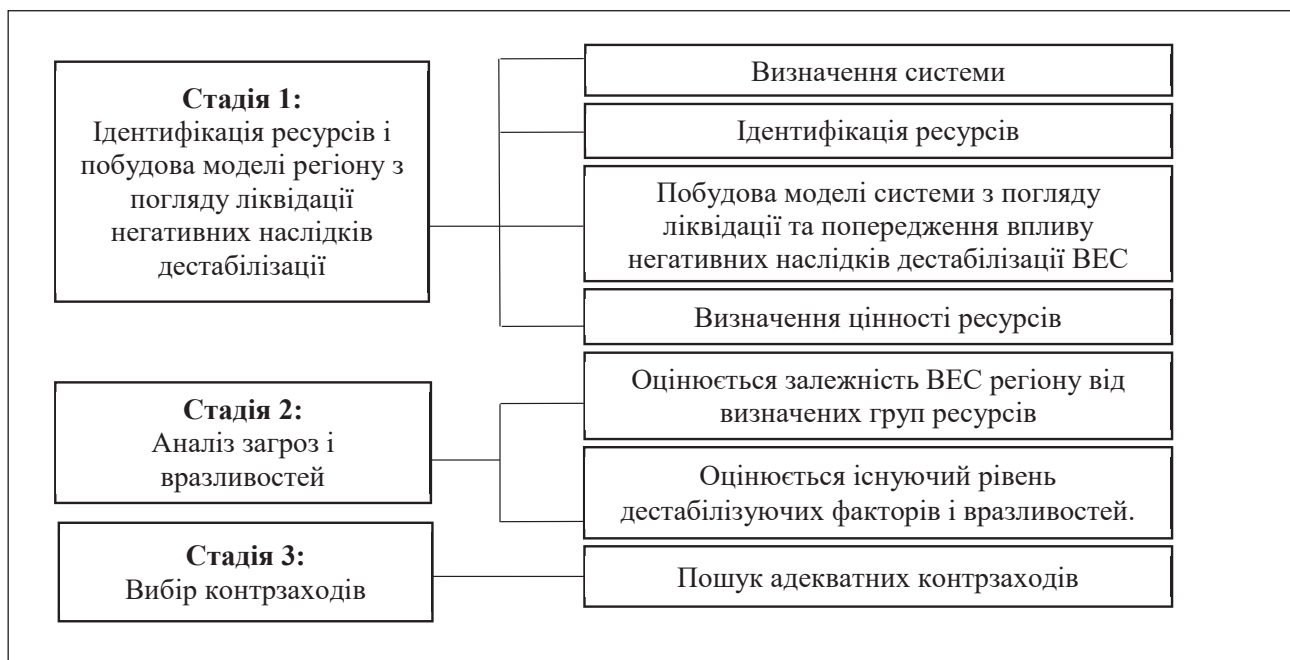 Стадія 1:
Ідентифікація ресурсів і
побудова моделі регіону з
погляду ліквідації
негативних наслідків
дестабілізації
Визначення системи
Ідентифікація ресурсів
Побудова моделі системи з погляду
ліквідації та попередження впливу
негативних наслідків дестабілізації ВЕС
Визначення цінності ресурсів
Стадія 2:
Аналіз загроз і
вразливостей
Оцінюється залежність ВЕС регіону від
визначених груп ресурсів
Оцінюється існуючий рівень
дестабілізуючих факторів і вразливостей.
Стадія 3:
Вибір контрзаходів
Пошук адекватних контрзаходів